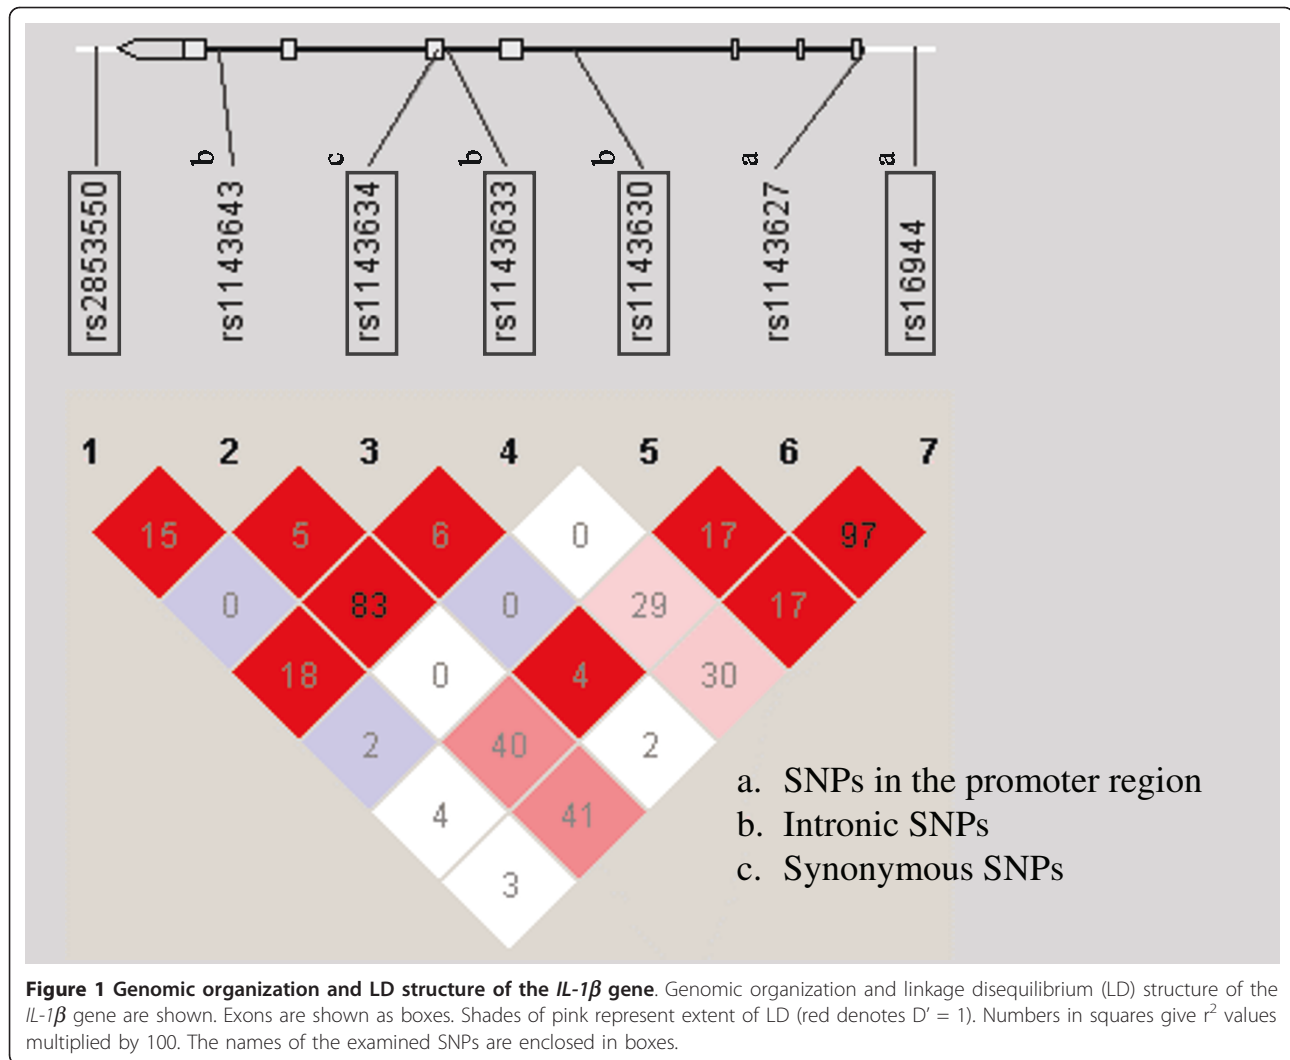 b
c
b
b
a
a
rs2853550
rs1143643
rs1143634
rs1143633
rs1143630
rs1143627
rs16944
1 2 3 4 5 6 7
15 5 6 0 17 97
0 83 0 29 17
18 0 4 30
2 40 2
4 41
3
a. SNPs in the promoter region
b. Intronic SNPs
c. Synonymous SNPs
Figure 1 Genomic organization and LD structure of the IL-1β gene. Genomic organization and linkage disequilibrium (LD) structure of the
IL-1β gene are shown. Exons are shown as boxes. Shades of pink represent extent of LD (red denotes D’ = 1). Numbers in squares give r² values
multiplied by 100. The names of the examined SNPs are enclosed in boxes.